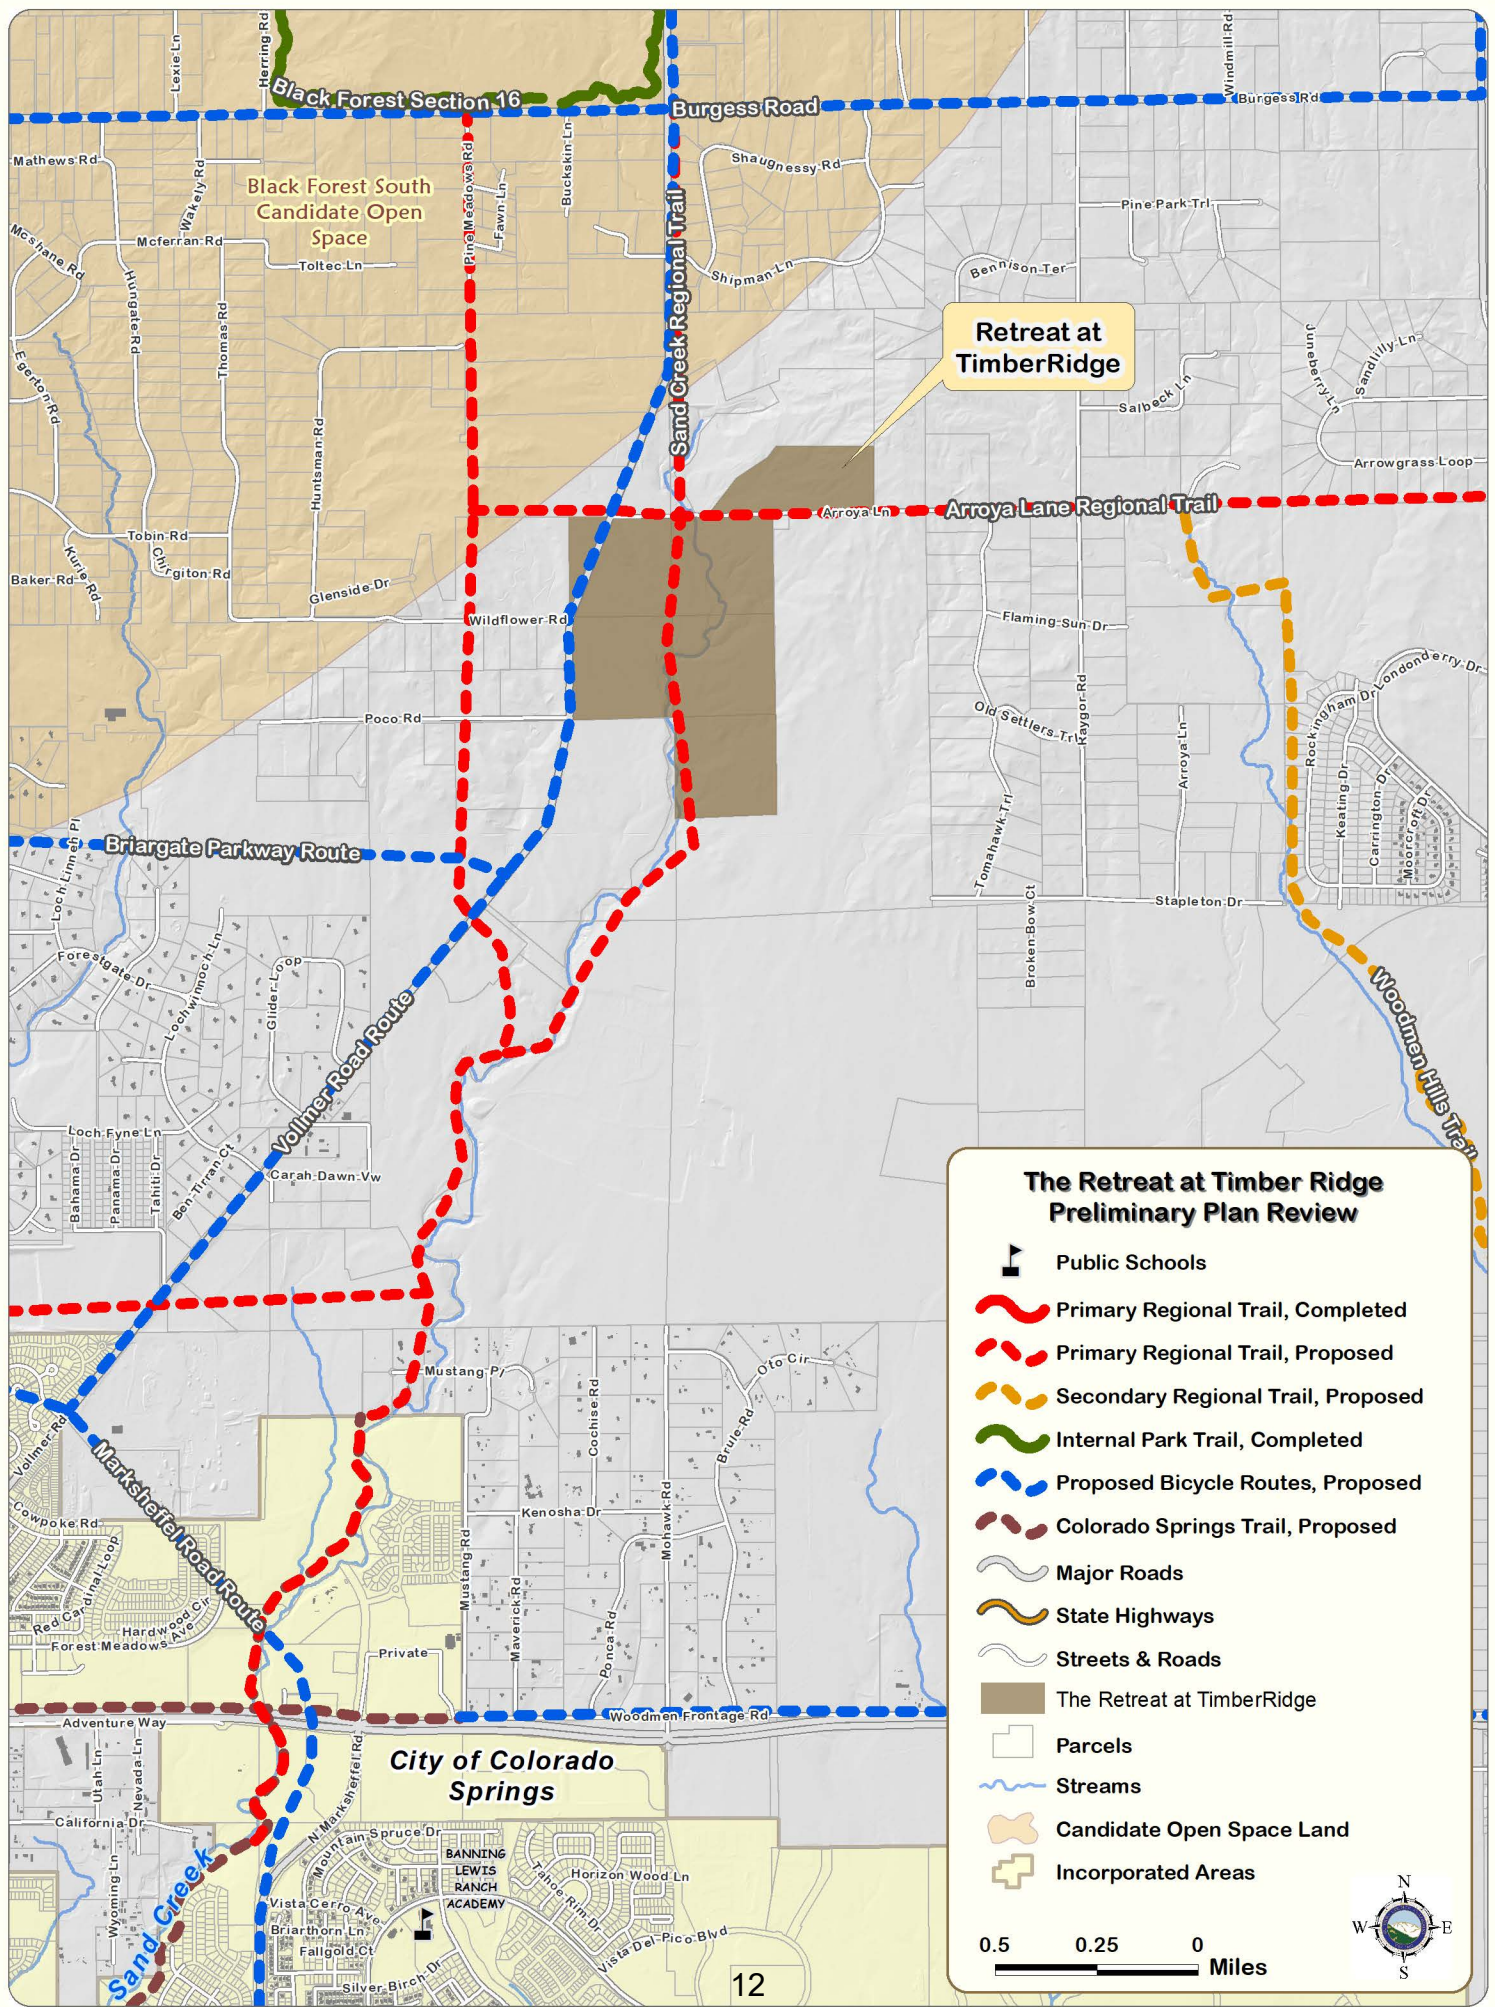 Lexie Ln
Herring Rd
Windmill Rd
Black Forest Section 16
Burgess Road
Burgess Rd
Mathews Rd
Wakely Rd
Black Forest South
Candidate Open
Space
Pine Meadows Rd
Fawn Ln
Buckskin Ln
Shaugnessy Rd
Pine Park Trl
Mcshane Rd
Mcferran Rd
Toltec Ln
Hungate Rd
Thomas Rd
Shipman Ln
Bennison Ter
Sand Creek Regional Trail
Retreat at
TimberRidge
Egerton Rd
Huntsman Rd
Salbeck Ln
Juneberry Ln
Sandlilly Ln
Arrowgrass Loop
Arroya Ln
Arroya Lane Regional Trail
Tobin Rd
Kurie Rd
Chirgiton Rd
Baker Rd
Glenside Dr
Wildflower Rd
Flaming Sun Dr
Poco Rd
Old Settlers Trl
Raygor Rd
Arroya Ln
Rockingham Dr
Londonderry Dr
Keating Dr
Carrington Dr
Moorcroft Dr
Tomahawk Trl
Briargate Parkway Route
Loch Linneh Pl
Stapleton Dr
Broken Bow Ct
Forestgate Dr
Lochwinnoch Ln
Glider Loop
Vollmer Road Route
Woodmen Hills Trail
Loch Fyne Ln
Bahama Dr
Panama Dr
Tahiti Dr
Ben Tirran Ct
Carah Dawn Vw
Mustang Pl
Oto Cir
Cochise Rd
Brule Rd
Vollmer Rd
Marksheffel Road Route
Cowpoke Rd
Kenosha Dr
Mustang Rd
Mohawk Rd
Red Cardinal Loop
Hardwood Cir
Forest Meadows Ave
Maverick Rd
Ponca Rd
Private
Adventure Way
Woodmen Frontage Rd
Utah Ln
Nevada Ln
N Marksheffel Rd
City of Colorado
Springs
California Dr
Wyoming Ln
Sand Creek
Mountain Spruce Dr
BANNING
LEWIS
RANCH
ACADEMY
Tahoe Rim Dr
Horizon Wood Ln
Vista Cerro Ave
Briarthorn Ln
Fallgold Ct
Silver Birch Dr
Vista Del Pico Blvd
12
The Retreat at Timber Ridge
Preliminary Plan Review
Public Schools
Primary Regional Trail, Completed
Primary Regional Trail, Proposed
Secondary Regional Trail, Proposed
Internal Park Trail, Completed
Proposed Bicycle Routes, Proposed
Colorado Springs Trail, Proposed
Major Roads
State Highways
Streets & Roads
The Retreat at TimberRidge
Parcels
Streams
Candidate Open Space Land
Incorporated Areas
0.5 0.25 0
Miles
N
W E
S